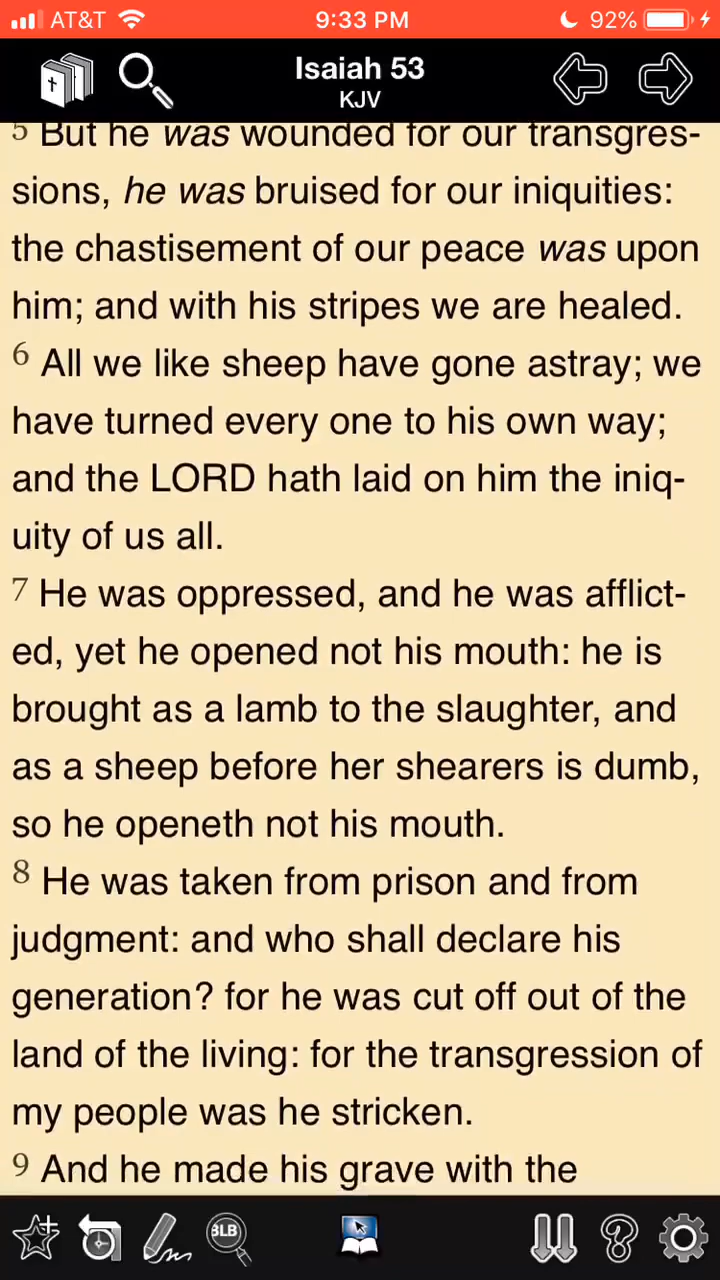 AT&T 9:33 PM 92%
Isaiah 53
KJV
5 But he was wounded for our transgres-
sions, he was bruised for our iniquities:
the chastisement of our peace was upon
him; and with his stripes we are healed.
6 All we like sheep have gone astray; we
have turned every one to his own way;
and the LORD hath laid on him the iniq-
uity of us all.
7 He was oppressed, and he was afflict-
ed, yet he opened not his mouth: he is
brought as a lamb to the slaughter, and
as a sheep before her shearers is dumb,
so he openeth not his mouth.
8 He was taken from prison and from
judgment: and who shall declare his
generation? for he was cut off out of the
land of the living: for the transgression of
my people was he stricken.
9 And he made his grave with the
BLB